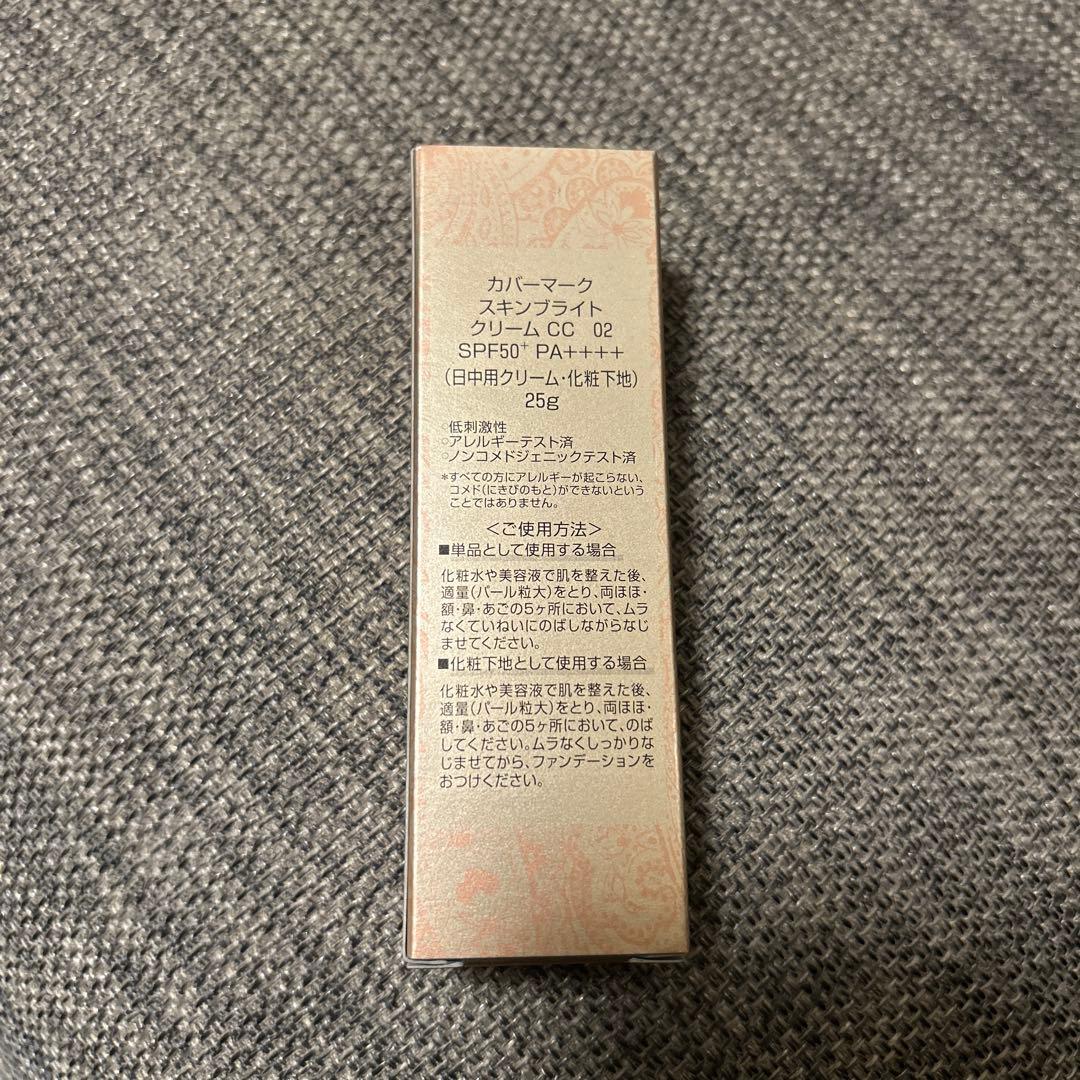 カバーマーク
スキンブライト
クリーム CC 02
SPF50+ PA++++
(日中用クリーム・化粧下地)
25g
○低刺激性
○アレルギーテスト済
○ノンコメドジェニックテスト済
*すべての方にアレルギーが起こらない、
コメド(にきびのもと)ができないという
ことではありません。
<ご使用方法>
■単品として使用する場合
化粧水や美容液で肌を整えた後、
適量(パール粒大)をとり、両ほほ・
額・鼻・あごの5ヶ所において、ムラ
なくていねいにのばしながらなじ
ませてください。
■化粧下地として使用する場合
化粧水や美容液で肌を整えた後、
適量(パール粒大)をとり、両ほほ・
額・鼻・あごの5ヶ所において、のば
してください。ムラなくしっかりな
じませてから、ファンデーションを
おつけください。